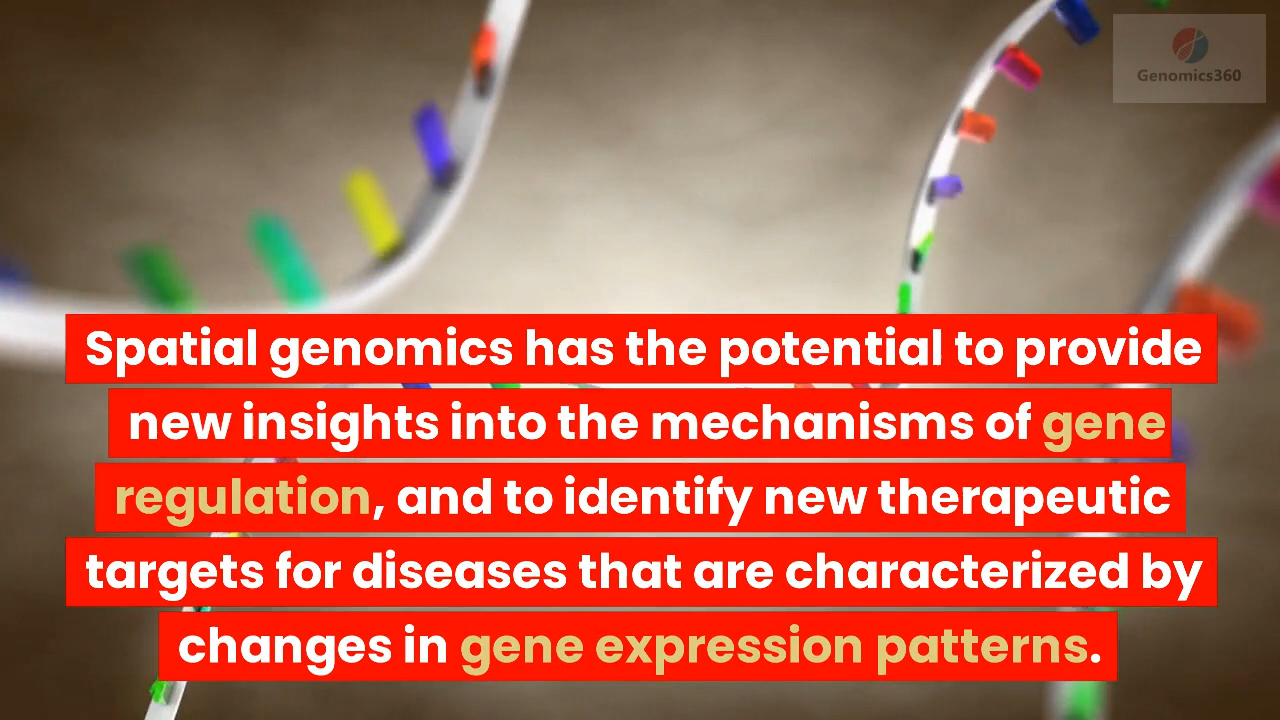 Genomics360
Spatial genomics has the potential to provide
new insights into the mechanisms of gene
regulation, and to identify new therapeutic
targets for diseases that are characterized by
changes in gene expression patterns.